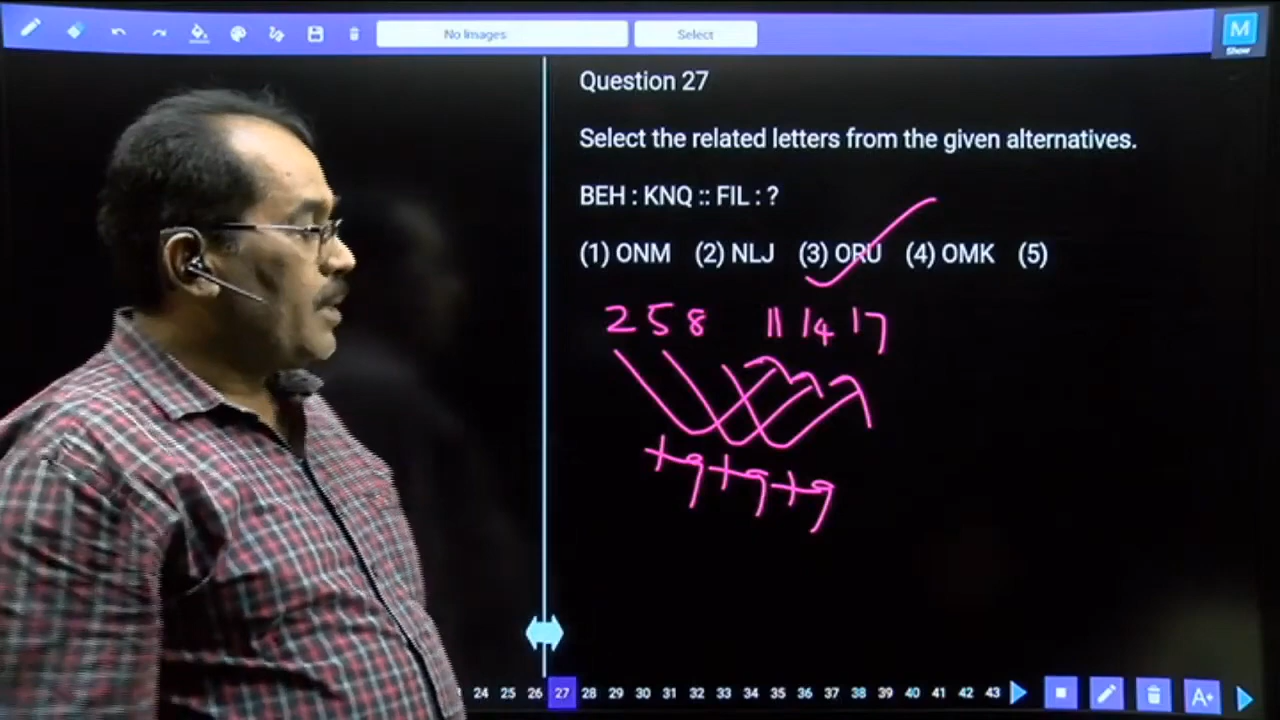 No Images
Select
M
Show
Question 27
Select the related letters from the given alternatives.
BEH : KNQ :: FIL : ?
(1) ONM (2) NLJ (3) ORU (4) OMK (5)
2 5 8 11 14 17
+9 +9 +9
24 25 26 27 28 29 30 31 32 33 34 35 36 37 38 39 40 41 42 43
A+